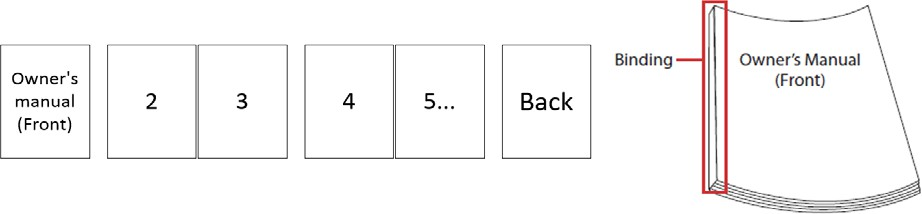 Owner's
manual
(Front)
2
3
4
5...
Back
Binding
Owner's Manual
(Front)